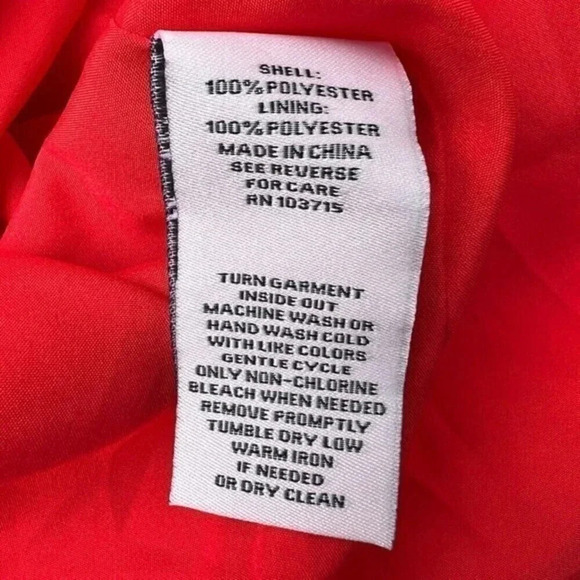 SHELL:
100% POLYESTER
LINING:
100% POLYESTER
MADE IN CHINA
SEE REVERSE
FOR CARE
RN 103715
TURN GARMENT
INSIDE OUT
MACHINE WASH OR
HAND WASH COLD
WITH LIKE COLORS
GENTLE CYCLE
ONLY NON-CHLORINE
BLEACH WHEN NEEDED
REMOVE PROMPTLY
TUMBLE DRY LOW
WARM IRON
IF NEEDED
OR DRY CLEAN